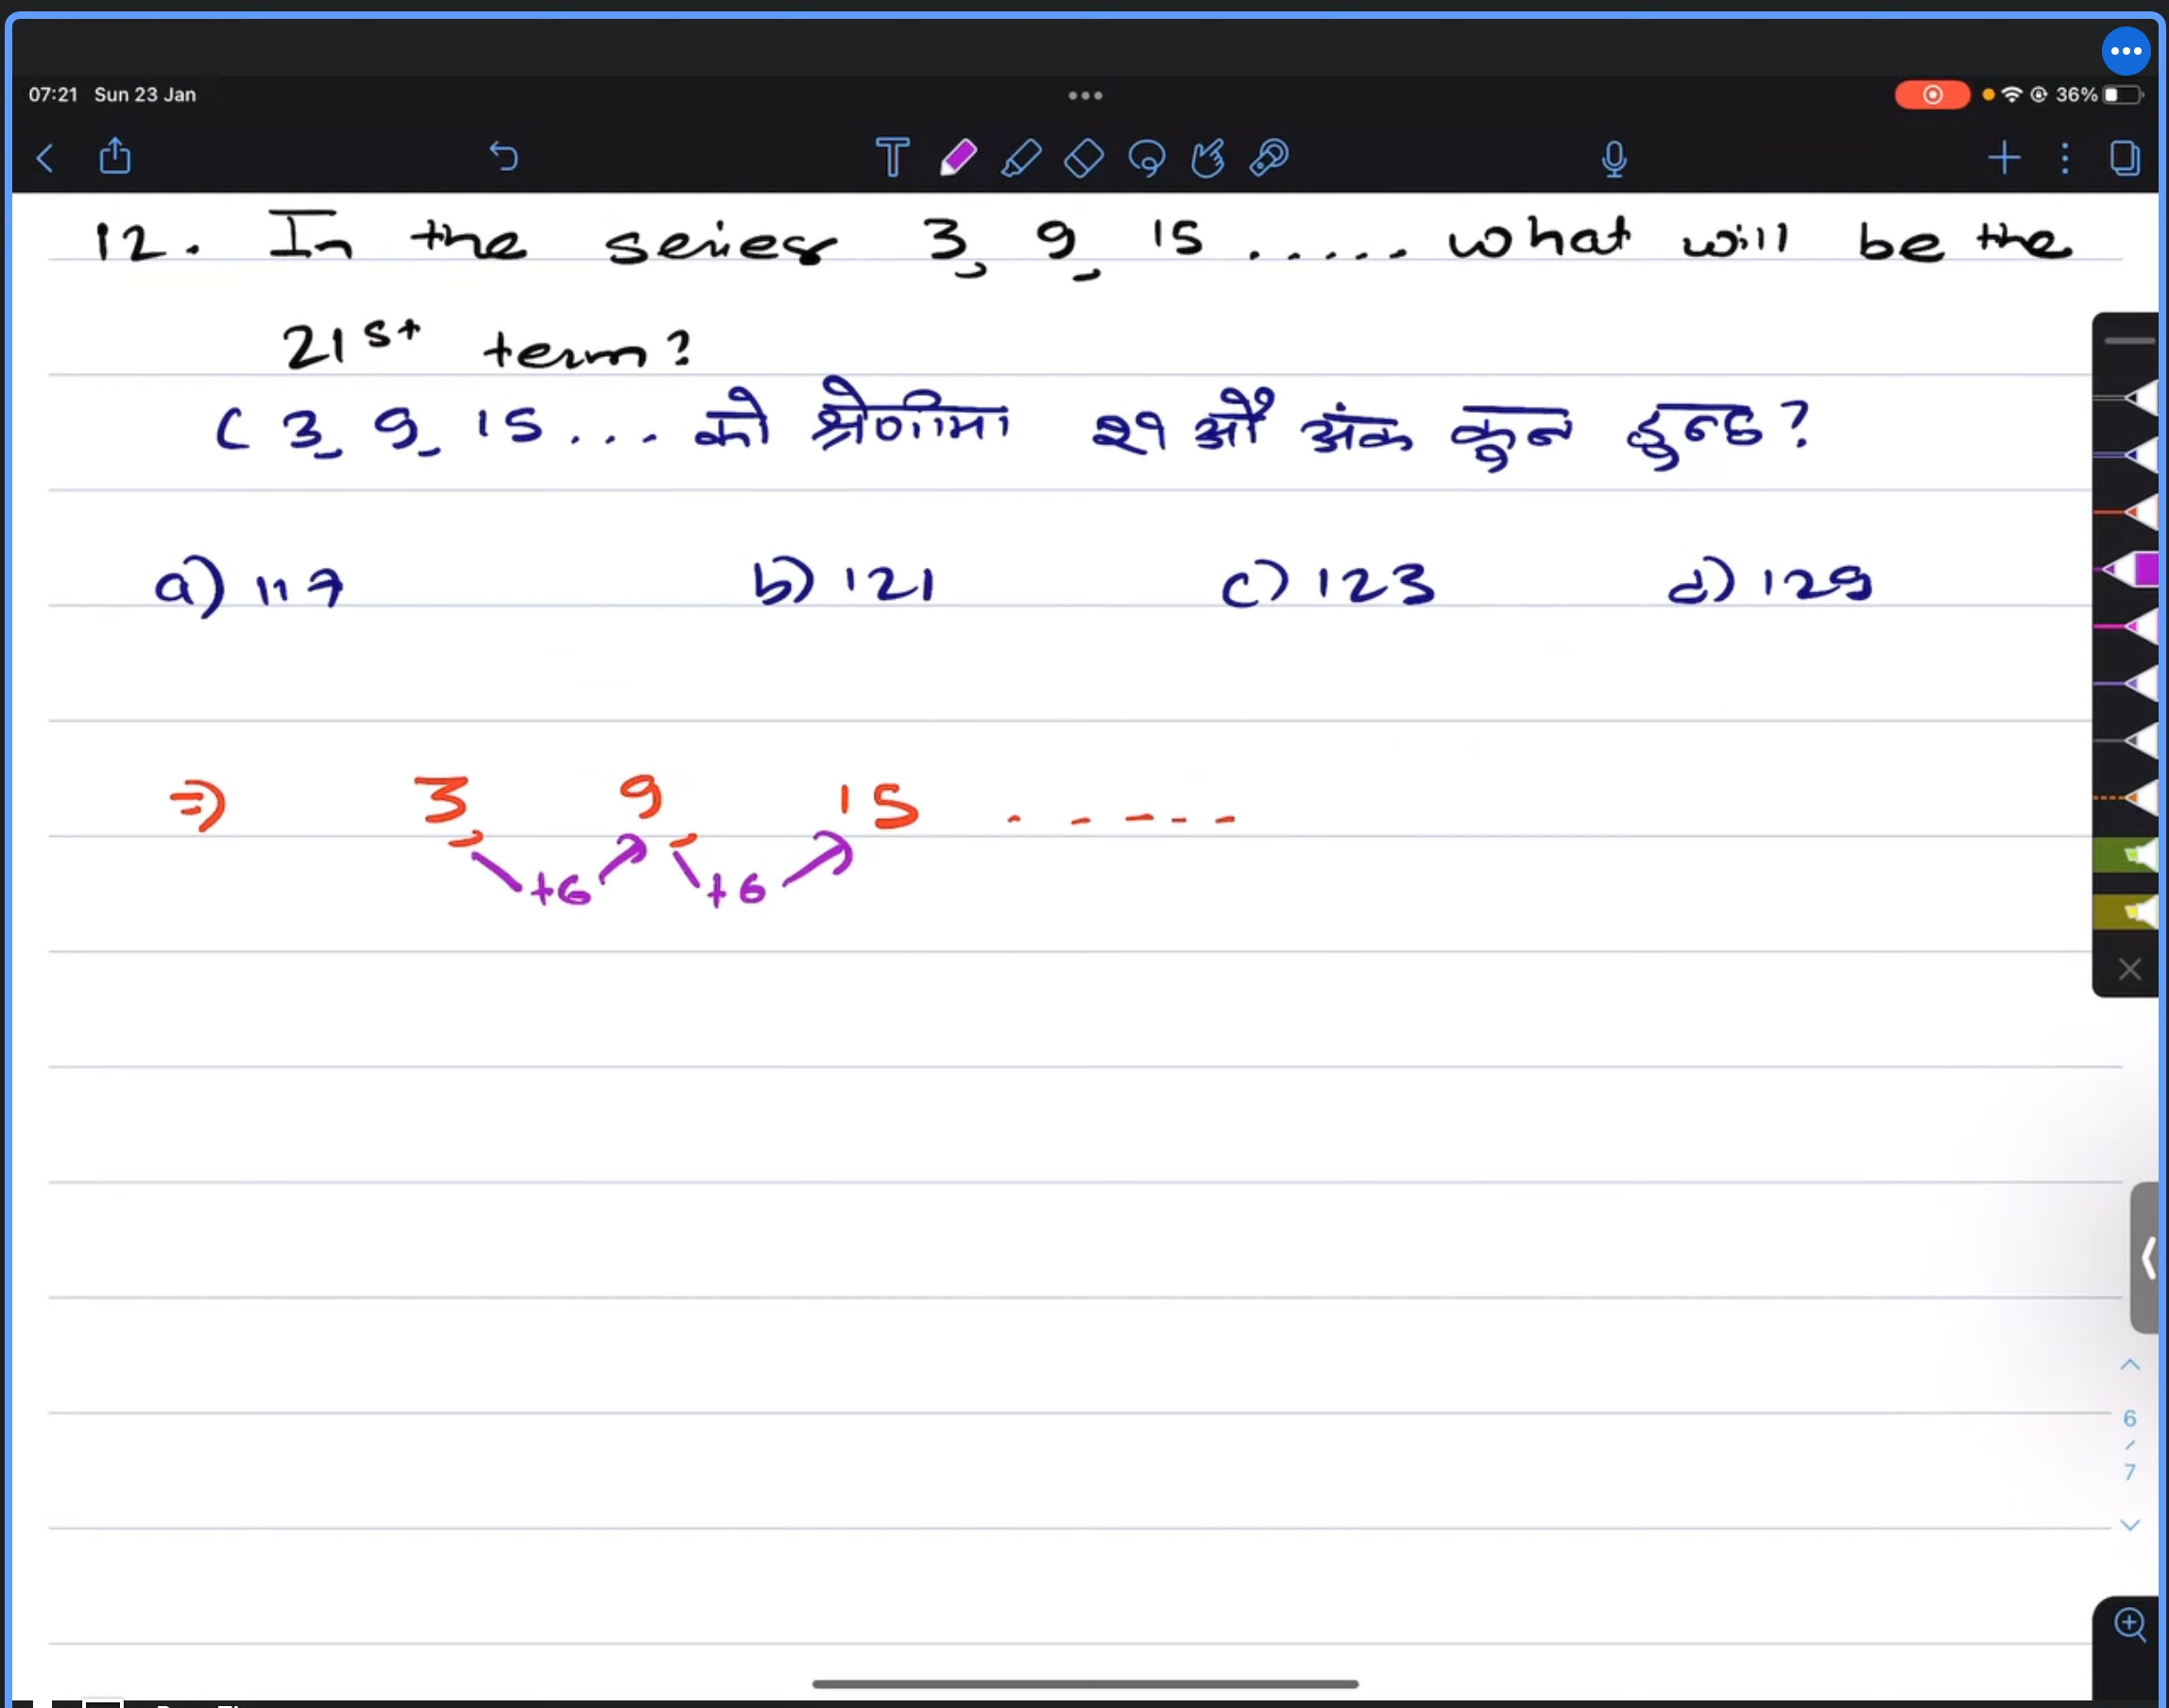 07:21 Sun 23 Jan
36%
12. In the series 3, 9, 15 ..... what will be the
21st term?
( 3, 9, 15 ... को श्रेणीमा २१ औं अंक कुन हुन्छ?
a) 117 b) 121 c) 123 d) 129
⇒ 3, 9, 15 -----
+6 +6
6
/
7